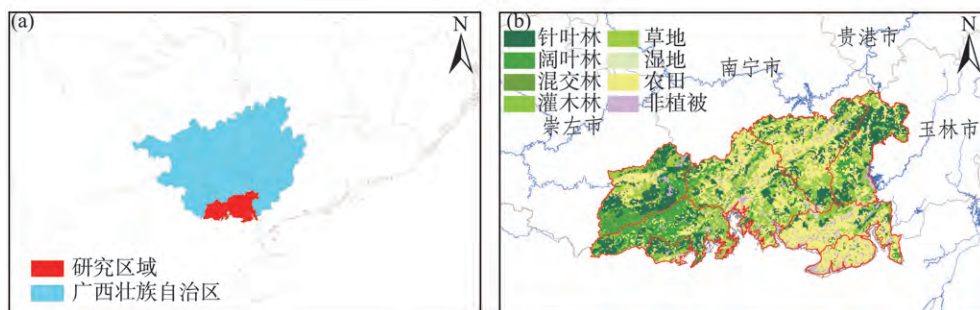 (a)
N
研究区域
广西壮族自治区
(b)
N
针叶林 草地
阔叶林 湿地
混交林 农田
灌木林 非植被
贵港市
南宁市
崇左市
玉林市